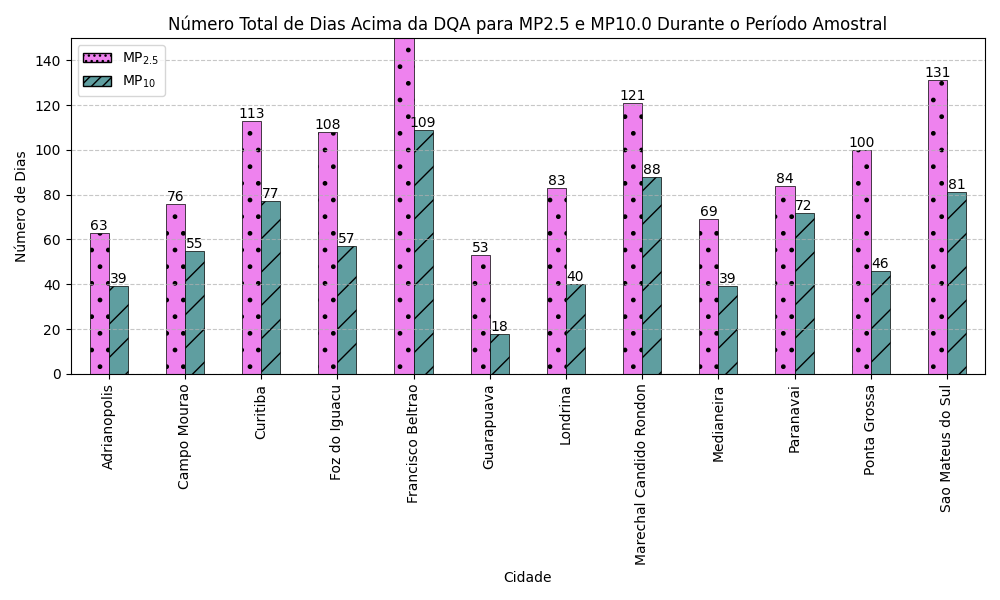 Número Total de Dias Acima da DQA para MP2.5 e MP10.0 Durante o Período Amostral
MP2.5
MP10
Número de Dias
140
120
100
80
60
40
20
0
63
39
76
55
113
77
108
57
109
53
18
83
40
121
88
69
39
84
72
100
46
131
81
Adrianopolis
Campo Mourao
Curitiba
Foz do Iguacu
Francisco Beltrao
Guarapuava
Londrina
Marechal Candido Rondon
Medianeira
Paranavai
Ponta Grossa
Sao Mateus do Sul
Cidade